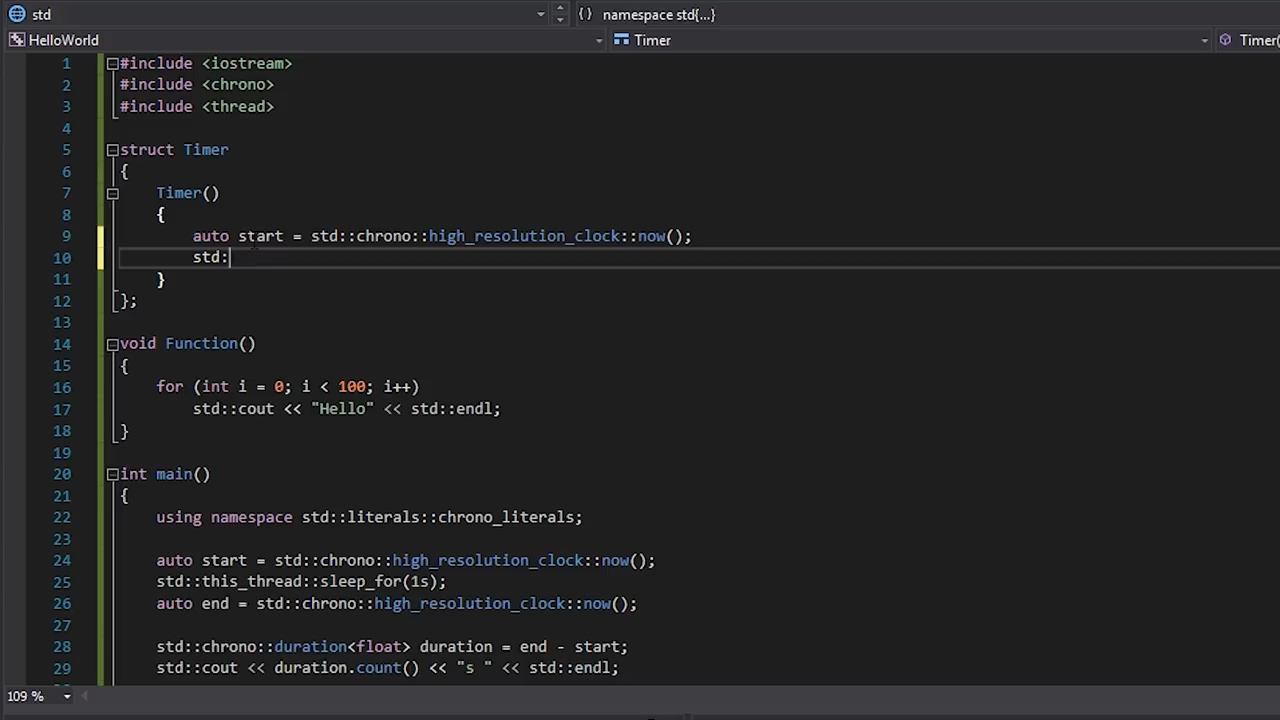 std
{} namespace std{...}
HelloWorld
Timer
Timer(
1 #include <iostream>
2 #include <chrono>
3 #include <thread>
4
5 struct Timer
6 {
7 Timer()
8 {
9 auto start = std::chrono::high_resolution_clock::now();
10 std:
11 }
12 };
13
14 void Function()
15 {
16 for (int i = 0; i < 100; i++)
17 std::cout << "Hello" << std::endl;
18 }
19
20 int main()
21 {
22 using namespace std::literals::chrono_literals;
23
24 auto start = std::chrono::high_resolution_clock::now();
25 std::this_thread::sleep_for(1s);
26 auto end = std::chrono::high_resolution_clock::now();
27
28 std::chrono::duration<float> duration = end - start;
29 std::cout << duration.count() << "s " << std::endl;
109 %